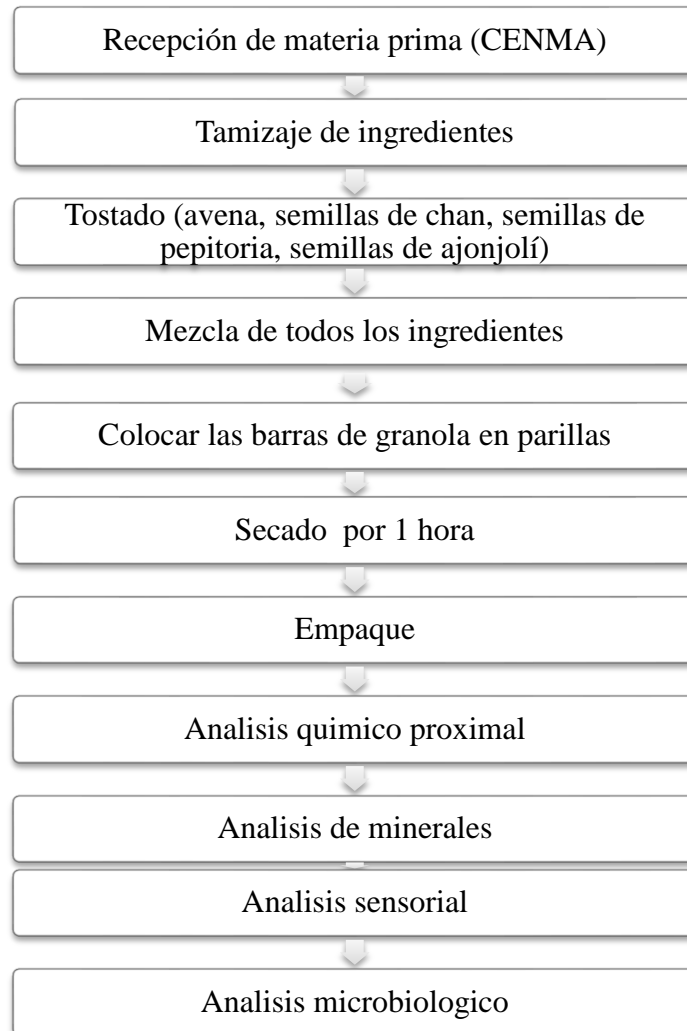 Recepción de materia prima (CENMA)
Tamizaje de ingredientes
Tostado (avena, semillas de chan, semillas de
pepitoria, semillas de ajonjolí)
Mezcla de todos los ingredientes
Colocar las barras de granola en parillas
Secado por 1 hora
Empaque
Analisis quimico proximal
Analisis de minerales
Analisis sensorial
Analisis microbiologico